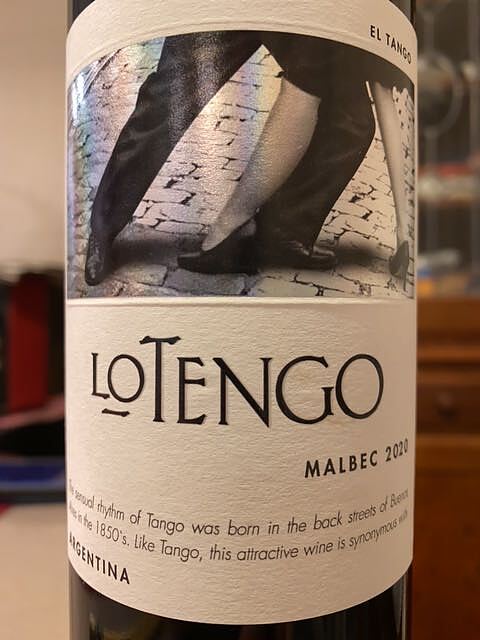 EL TANGO
LOTENGO
MALBEC 2020
sensual rhythm of Tango was born in the back streets of Buenos
in the 1850's. Like Tango, this attractive wine is synonymous with
ARGENTINA